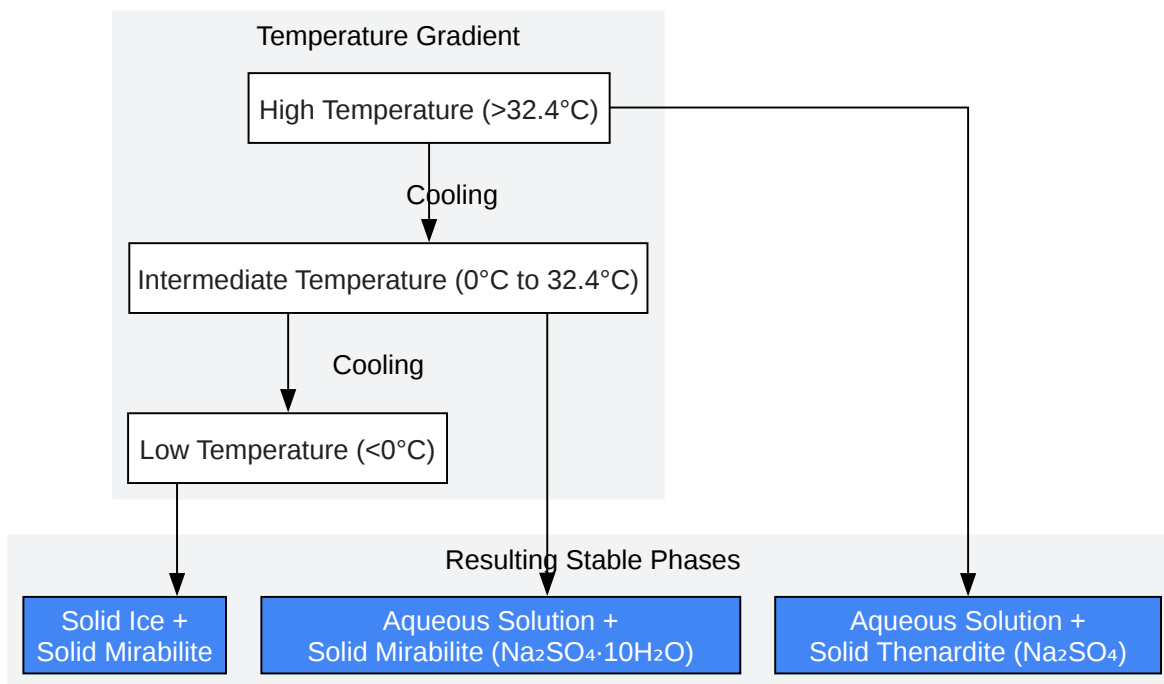 Temperature Gradient
High Temperature (>32.4°C)
Cooling
Intermediate Temperature (0°C to 32.4°C)
Cooling
Low Temperature (<0°C)
Resulting Stable Phases
Solid Ice +
Solid Mirabilite
Aqueous Solution +
Solid Mirabilite (Na₂SO₄·10H₂O)
Aqueous Solution +
Solid Thenardite (Na₂SO₄)